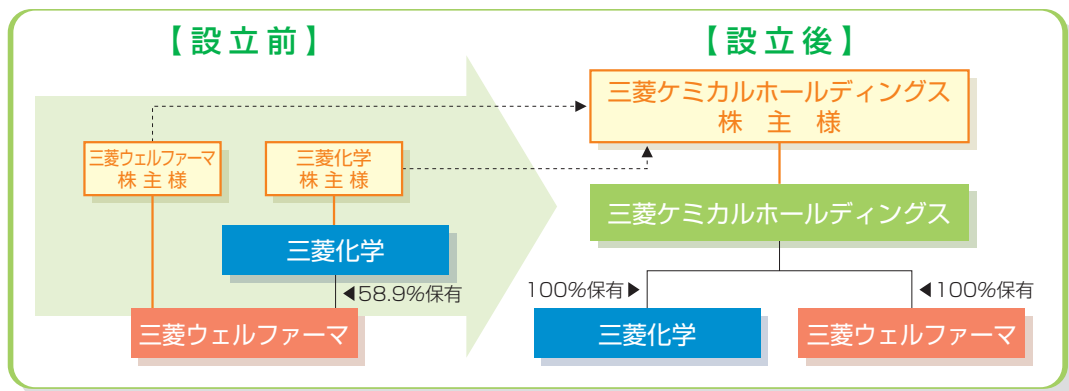 【設立前】
三菱ウェルファーマ
株主様
三菱化学
株主様
三菱化学
◀58.9%保有
三菱ウェルファーマ
【設立後】
三菱ケミカルホールディングス
株主様
三菱ケミカルホールディングス
100%保有▶
◀100%保有
三菱化学
三菱ウェルファーマ